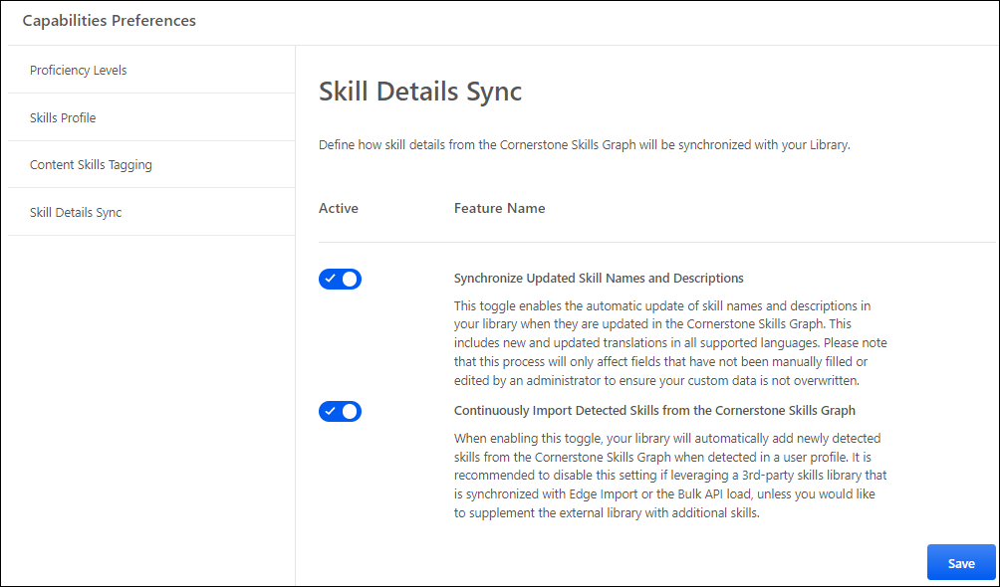 Capabilities Preferences
Proficiency Levels
Skills Profile
Content Skills Tagging
Skill Details Sync
Skill Details Sync
Define how skill details from the Cornerstone Skills Graph will be synchronized with your Library.
Active
Feature Name
Synchronize Updated Skill Names and Descriptions
This toggle enables the automatic update of skill names and descriptions in
your library when they are updated in the Cornerstone Skills Graph. This
includes new and updated translations in all supported languages. Please note
that this process will only affect fields that have not been manually filled or
edited by an administrator to ensure your custom data is not overwritten.
Continuously Import Detected Skills from the Cornerstone Skills Graph
When enabling this toggle, your library will automatically add newly detected
skills from the Cornerstone Skills Graph when detected in a user profile. It is
recommended to disable this setting if leveraging a 3rd-party skills library that
is synchronized with Edge Import or the Bulk API load, unless you would like
to supplement the external library with additional skills.
Save